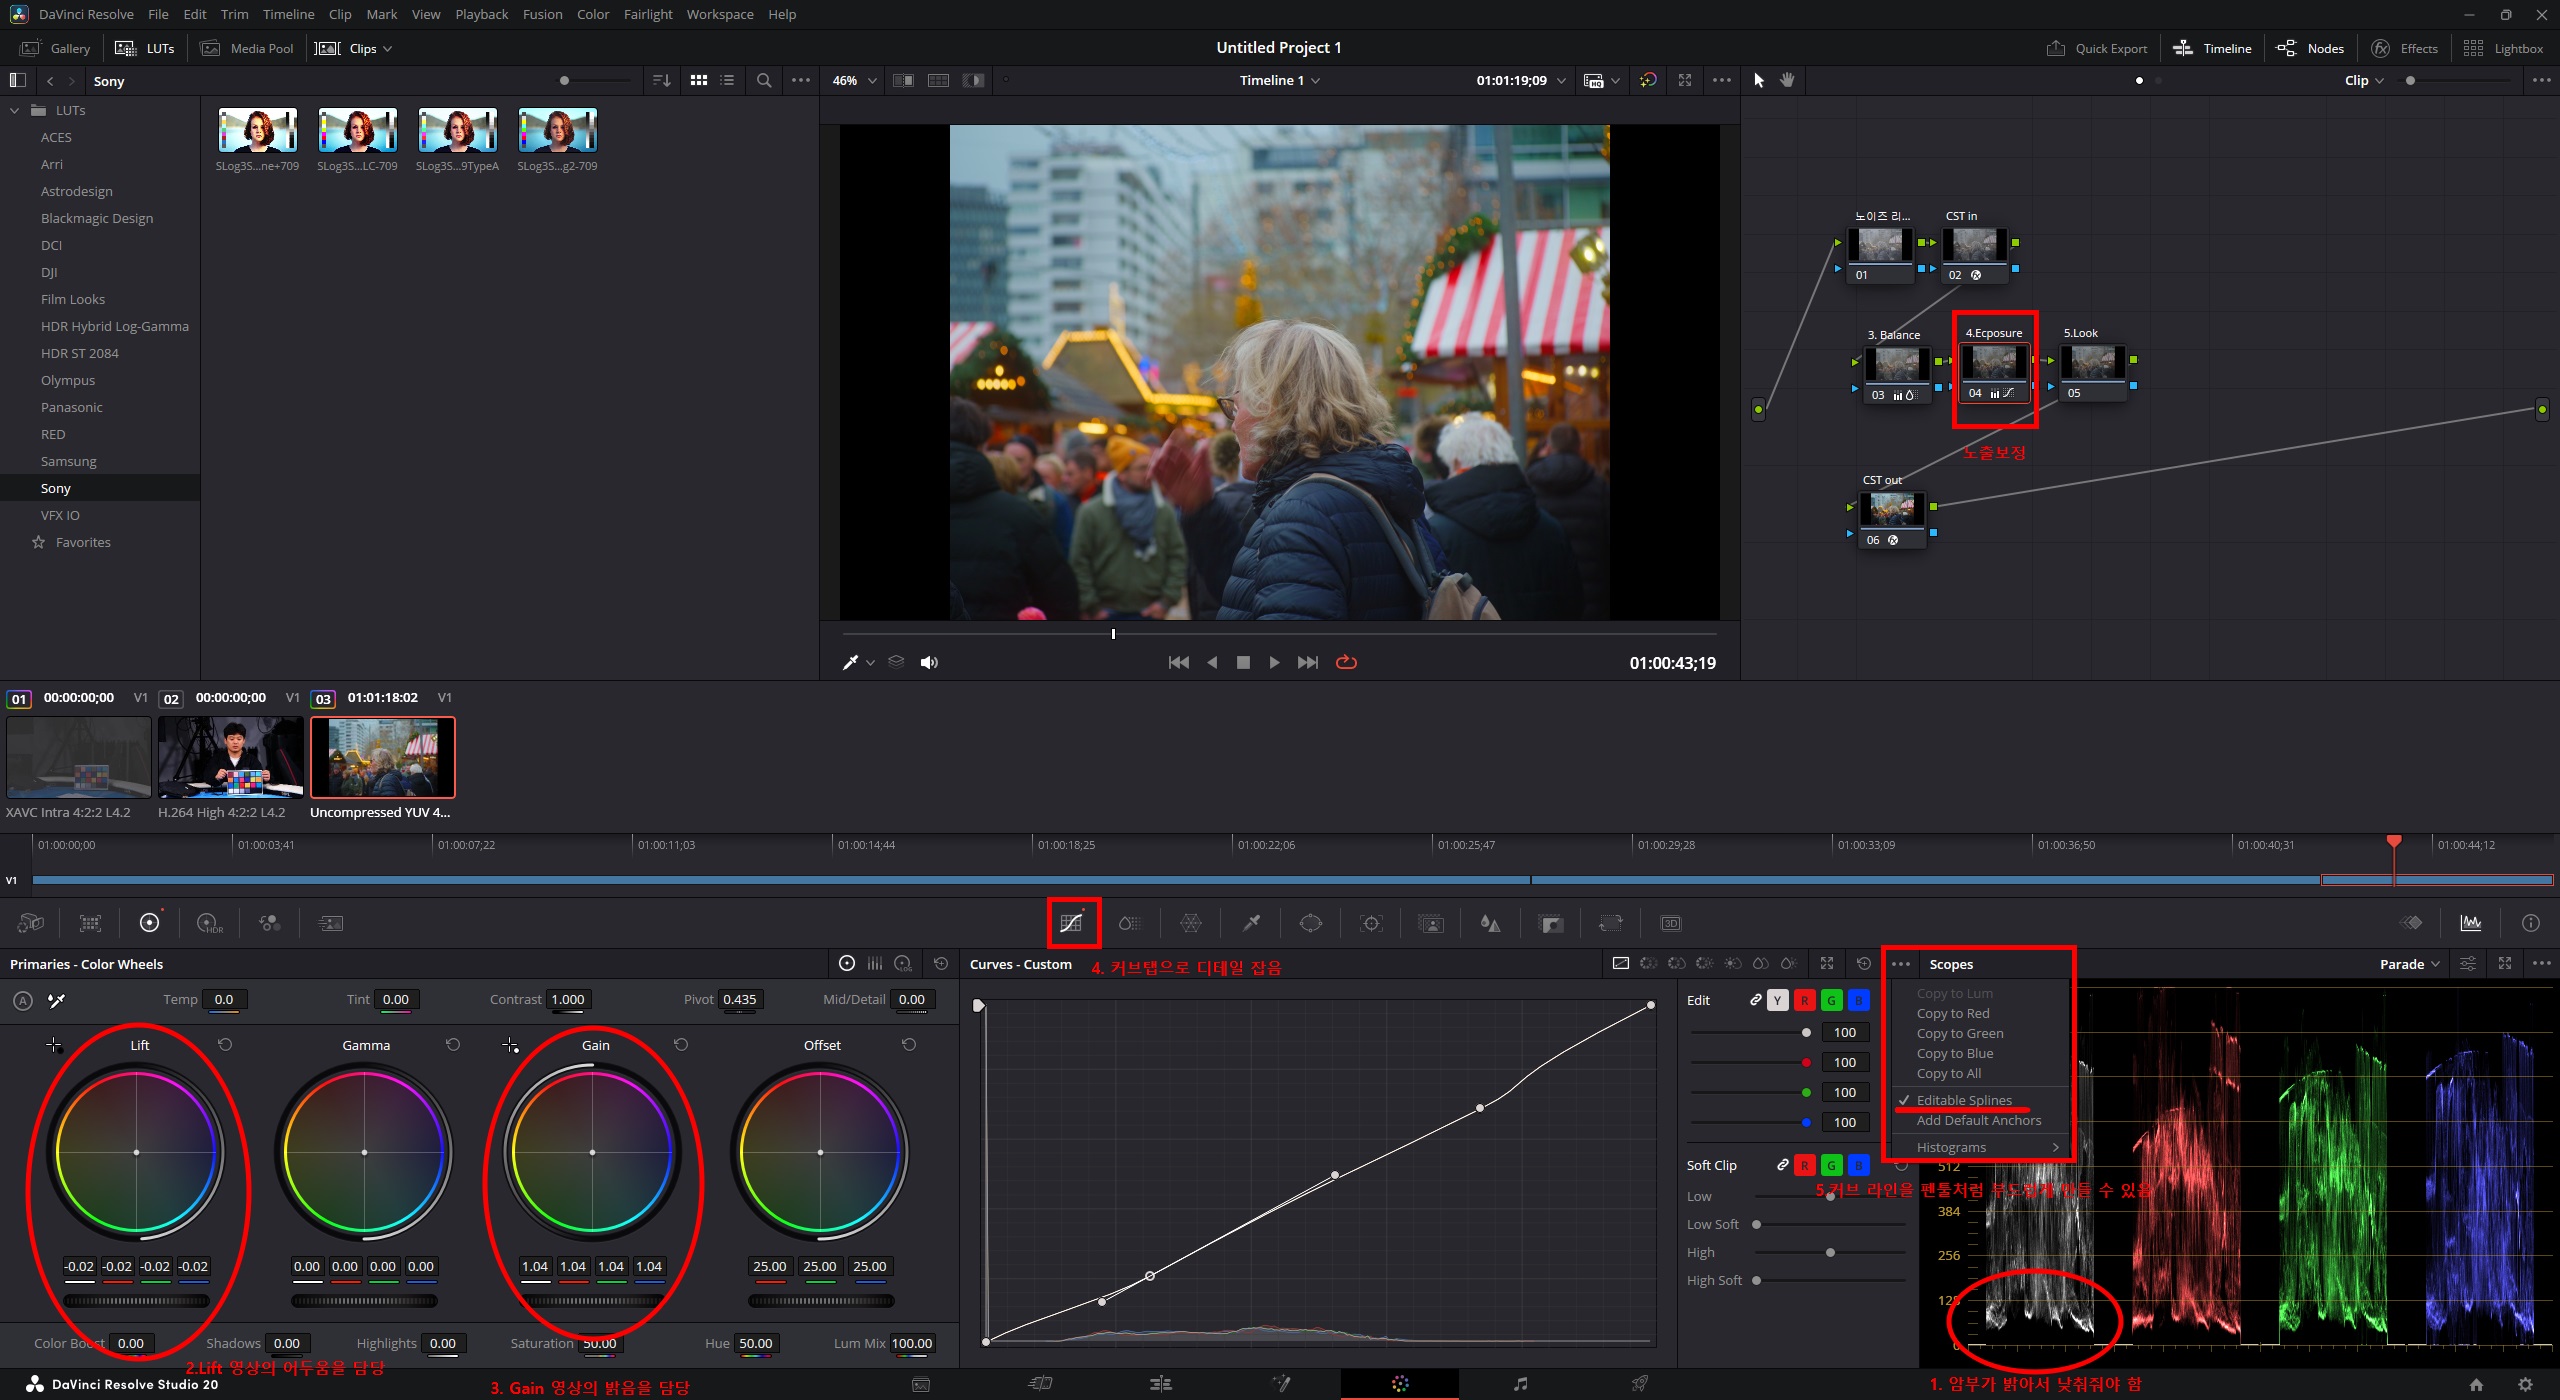 DaVinci Resolve File Edit Trim Timeline Clip Mark View Playback Fusion Color Fairlight Workspace Help
Gallery LUTs Media Pool Clips Untitled Project 1 Quick Export Timeline Nodes Effects Lightbox
Sony 46% Timeline 1 01:01:19;09 HQ Clip
LUTs
ACES
Arri
Astrodesign
Blackmagic Design
DCI
DJI
Film Looks
HDR Hybrid Log-Gamma
HDR ST 2084
Olympus
Panasonic
RED
Samsung
Sony
VFX IO
Favorites
SLog3S...ne+709 SLog3S...LC-709 SLog3S...9TypeA SLog3S...g2-709
노이즈 리... CST in
01 02
3. Balance 4.Ecposure 5.Look
03 04 05
노출보정
CST out
06
01:00:43;19
01 00:00:00;00 V1 02 00:00:00;00 V1 03 01:01:18:02 V1
XAVC Intra 4:2:2 L4.2 H.264 High 4:2:2 L4.2 Uncompressed YUV 4...
01:00:00;00 01:00:03;41 01:00:07;22 01:00:11;03 01:00:14;44 01:00:18;25 01:00:22;06 01:00:25;47 01:00:29;28 01:00:33;09 01:00:36;50 01:00:40;31 01:00:44;12
V1
HDR 3D
Primaries - Color Wheels LOG
Curves - Custom 4. 커브탭으로 디테일 잡음
Scopes Parade
A Temp 0.0 Tint 0.00 Contrast 1.000 Pivot 0.435 Mid/Detail 0.00
Lift Gamma Gain Offset
-0.02 -0.02 -0.02 -0.02 0.00 0.00 0.00 0.00 1.04 1.04 1.04 1.04 25.00 25.00 25.00
Color Boost 0.00 Shadows 0.00 Highlights 0.00 Saturation 50.00 Hue 50.00 Lum Mix 100.00
2.Lift 영상의 어두움을 담당
3. Gain 영상의 밝음을 담당
Edit Y R G B
100
100
100
100
Soft Clip R G B
Low
Low Soft
High
High Soft
Copy to Lum
Copy to Red
Copy to Green
Copy to Blue
Copy to All
Editable Splines
Add Default Anchors
Histograms
5.커브 라인을 펜툴처럼 부드럽게 만들 수 있음
512
384
256
128
0
1. 암부가 밝아서 낮춰줘야 함
DaVinci Resolve Studio 20